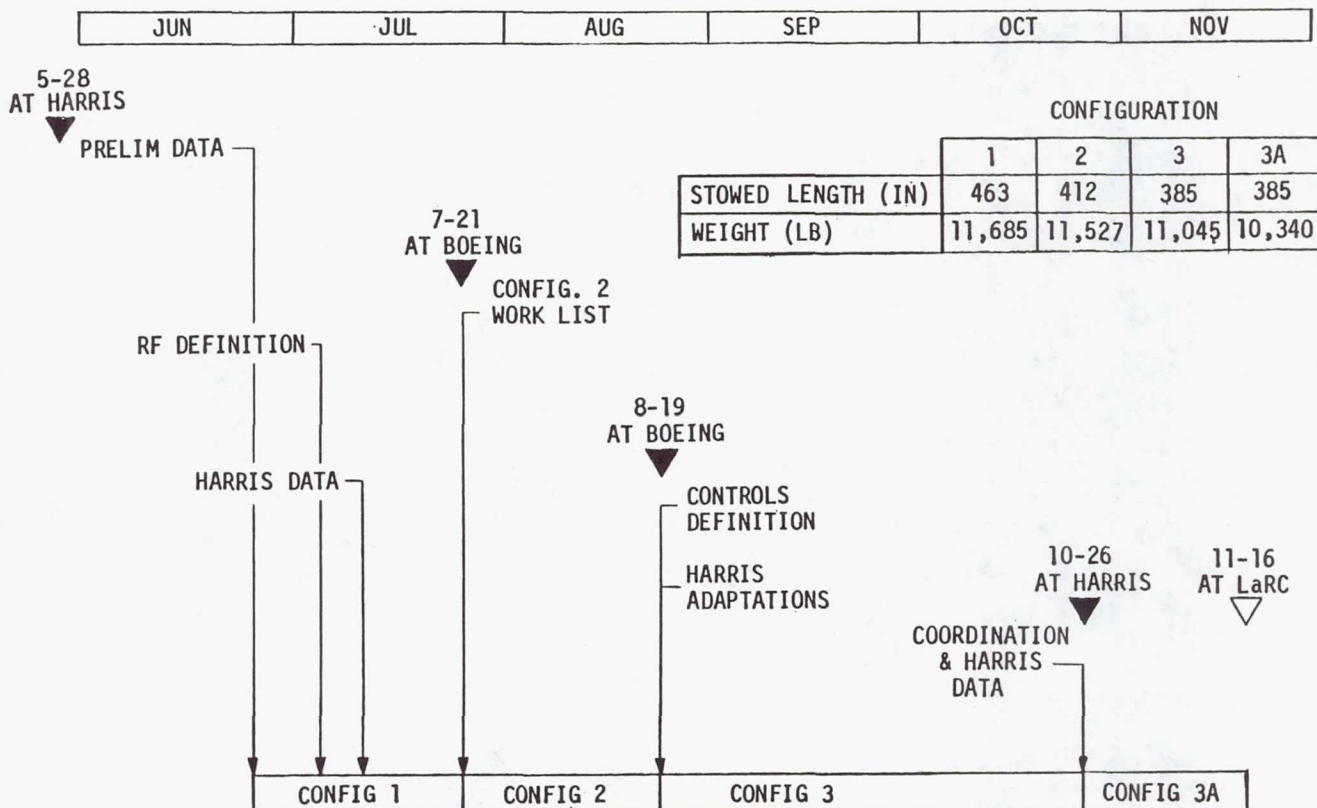 JUN JUL AUG SEP OCT NOV
5-28
AT HARRIS
PRELIM DATA
CONFIGURATION
1 2 3 3A
STOWED LENGTH (IN) 463 412 385 385
WEIGHT (LB) 11,685 11,527 11,045 10,340
7-21
AT BOEING
CONFIG. 2
WORK LIST
RF DEFINITION
8-19
AT BOEING
HARRIS DATA
CONTROLS
DEFINITION
HARRIS
ADAPTATIONS
10-26
AT HARRIS
11-16
AT LaRC
COORDINATION
& HARRIS
DATA
CONFIG 1 CONFIG 2 CONFIG 3 CONFIG 3A